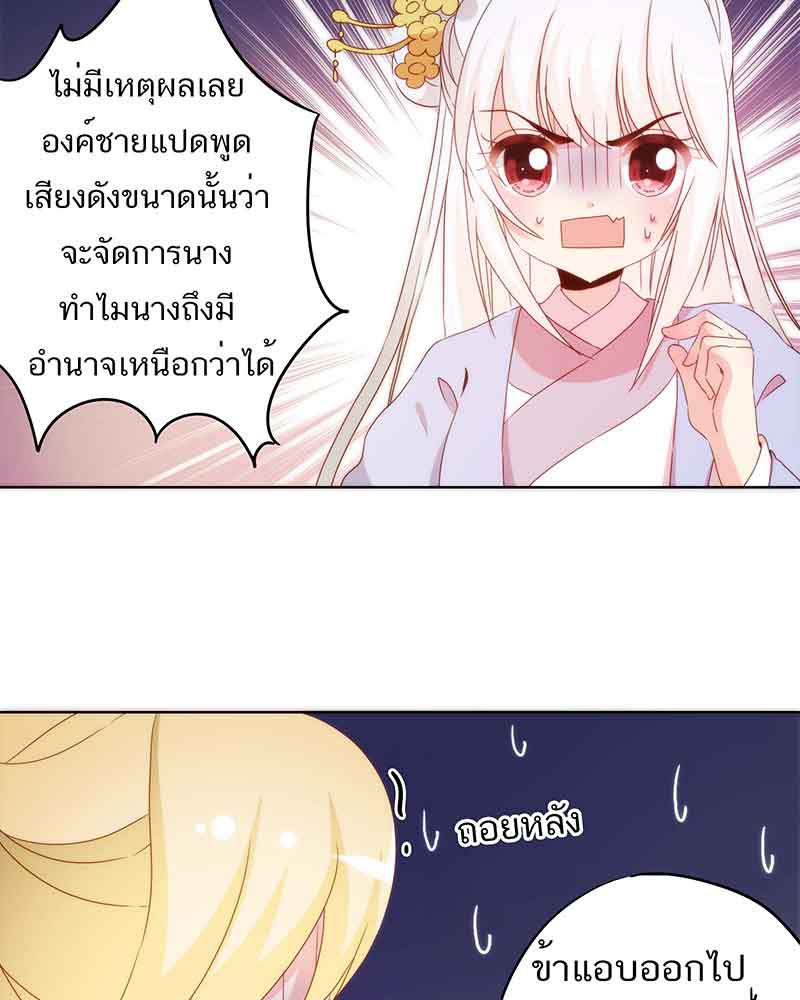 ไม่มีเหตุผลเลย
องค์ชายแปดพูด
เสียงดังขนาดนั้นว่า
จะจัดการนาง
ทำไมนางถึงมี
อำนาจเหนือกว่าได้
ถอยหลัง
ข้าแอบออกไป